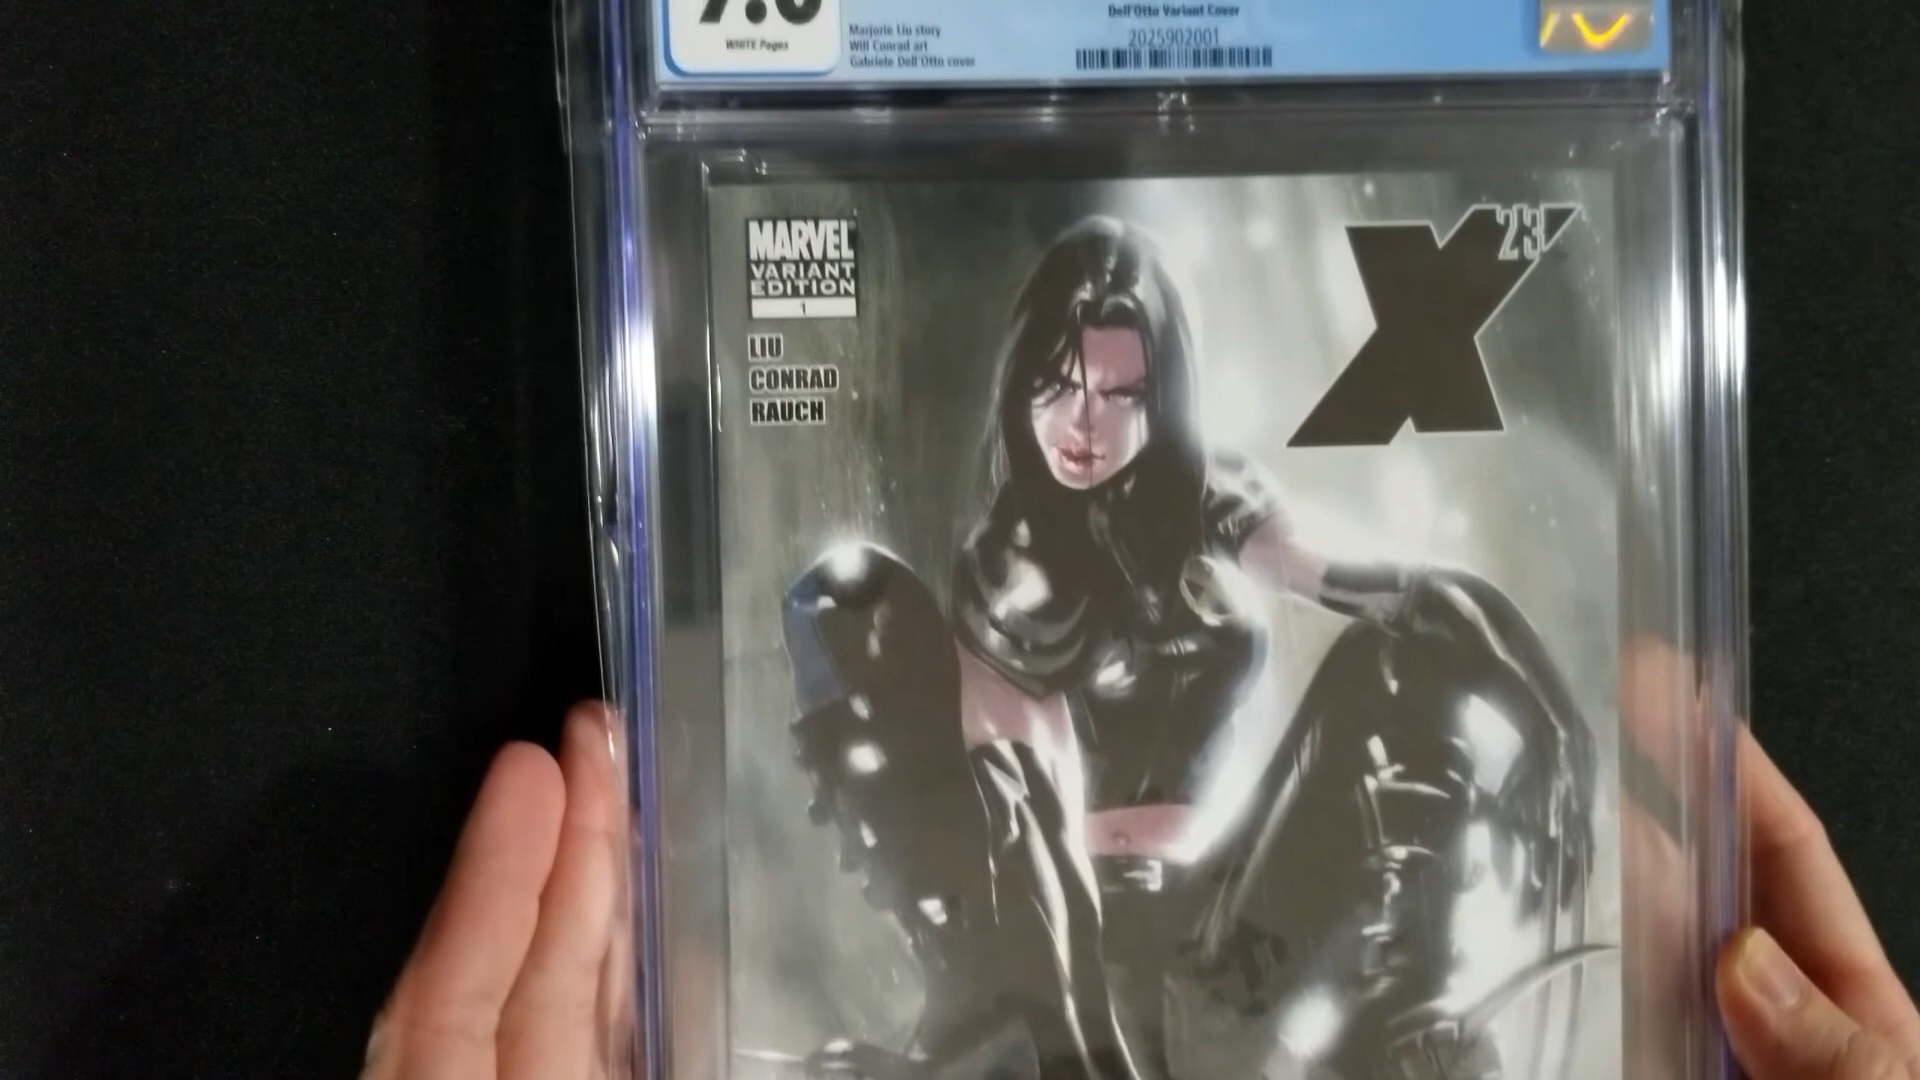 WHITE Pages
Marjorie Liu story
Will Conrad art
Gabriele Dell'Otto cover
Dell'Otto Variant Cover
2025902001
MARVEL
VARIANT
EDITION
1
LIU
CONRAD
RAUCH
X
23